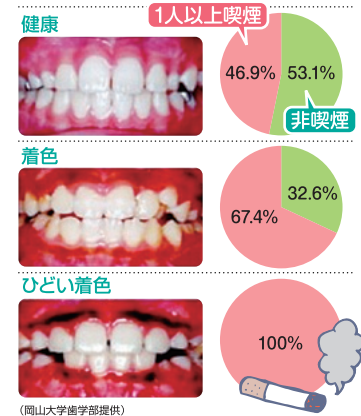 健康
1人以上喫煙
46.9%
53.1%
非喫煙
着色
32.6%
67.4%
ひどい着色
100%
(岡山大学歯学部提供)